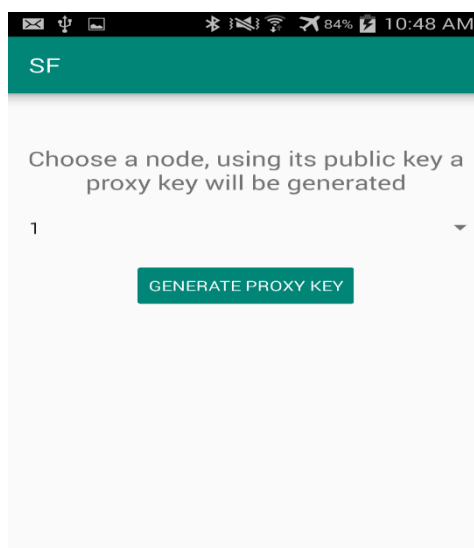 84% 10:48 AM
SF
Choose a node, using its public key a
proxy key will be generated
1
GENERATE PROXY KEY